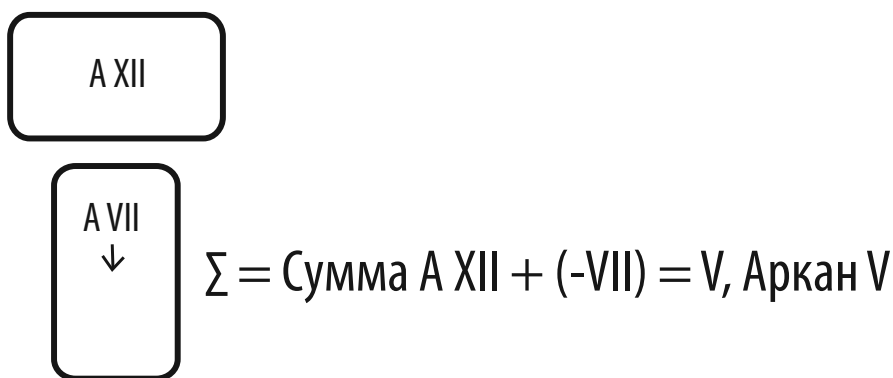 А XII
А VII
↓
∑ = Сумма А XII + (-VII) = V, Аркан V